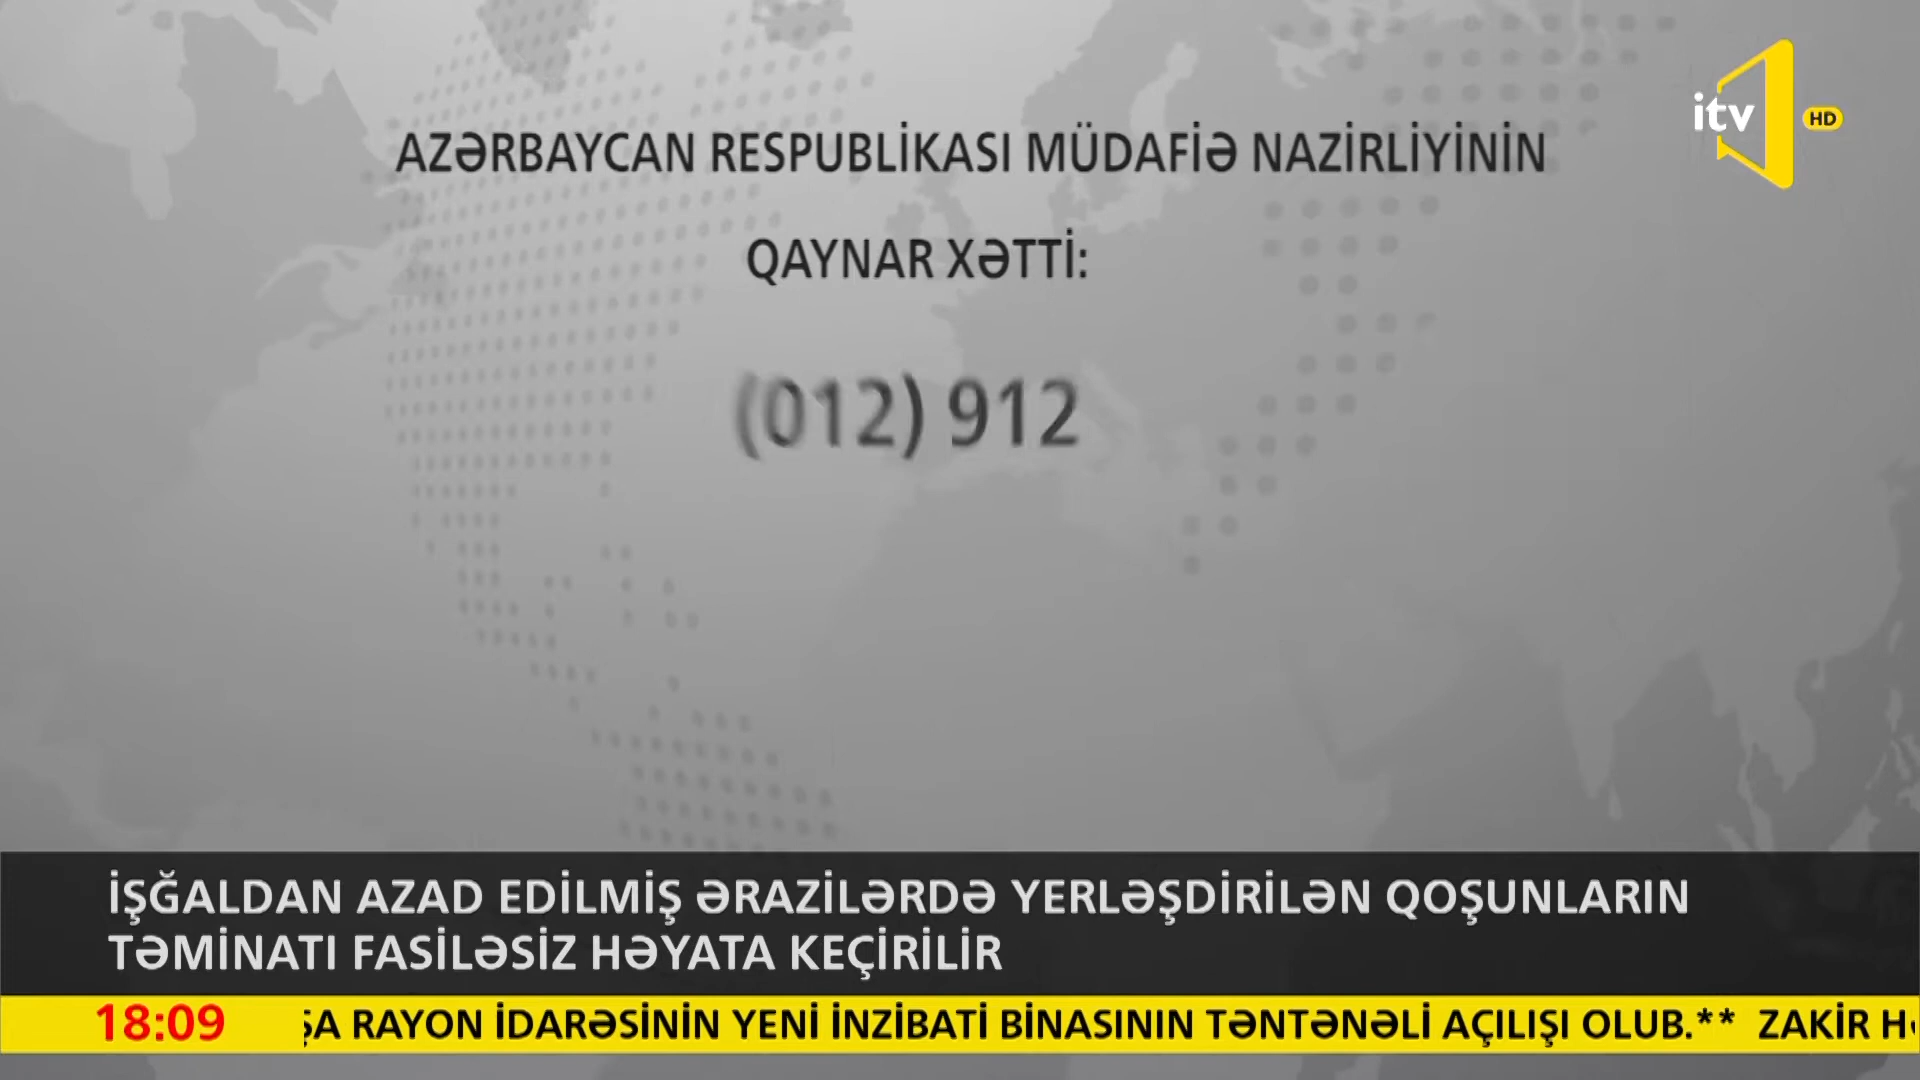 AZƏRBAYCAN RESPUBLİKASI MÜDAFİƏ NAZİRLİYİNİN
itv
HD
QAYNAR XƏTTİ:
(012) 912
İŞĞALDAN AZAD EDİLMİŞ ƏRAZİLƏRDƏ YERLƏŞDİRİLƏN QOŞUNLARIN
TƏMİNATI FASİLƏSİZ HƏYATA KEÇİRİLİR
18:09 ŞA RAYON İDARƏSİNİN YENİ İNZİBATİ BİNASININ TƏNTƏNƏLİ AÇILIŞI OLUB.** ZAKİR